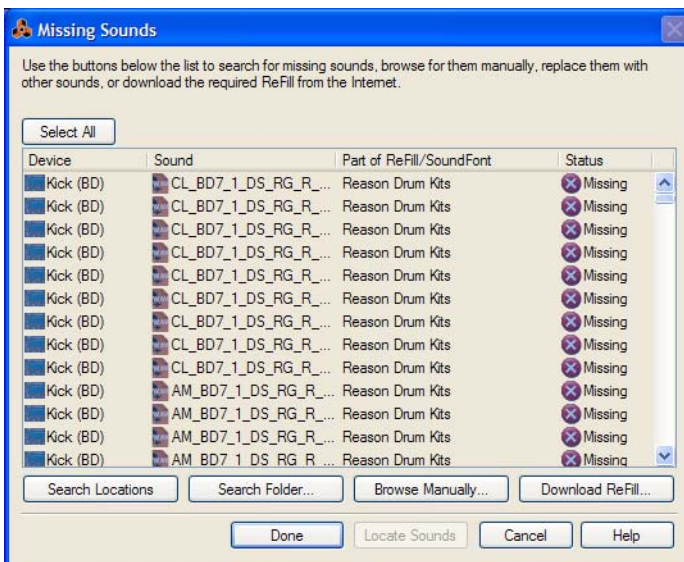 Missing Sounds
Use the buttons below the list to search for missing sounds, browse for them manually, replace them with
other sounds, or download the required ReFill from the Internet.
Select All
Device Sound Part of ReFill/SoundFont Status
Kick (BD) CL_BD7_1_DS_RG_R_... Reason Drum Kits Missing
Kick (BD) CL_BD7_1_DS_RG_R_... Reason Drum Kits Missing
Kick (BD) CL_BD7_1_DS_RG_R_... Reason Drum Kits Missing
Kick (BD) CL_BD7_1_DS_RG_R_... Reason Drum Kits Missing
Kick (BD) CL_BD7_1_DS_RG_R_... Reason Drum Kits Missing
Kick (BD) CL_BD7_1_DS_RG_R_... Reason Drum Kits Missing
Kick (BD) CL_BD7_1_DS_RG_R_... Reason Drum Kits Missing
Kick (BD) CL_BD7_1_DS_RG_R_... Reason Drum Kits Missing
Kick (BD) CL_BD7_1_DS_RG_R_... Reason Drum Kits Missing
Kick (BD) AM_BD7_1_DS_RG_R_... Reason Drum Kits Missing
Kick (BD) AM_BD7_1_DS_RG_R_... Reason Drum Kits Missing
Kick (BD) AM_BD7_1_DS_RG_R_... Reason Drum Kits Missing
Kick (BD) AM_BD7_1_DS_RG_R_... Reason Drum Kits Missing
Search Locations Search Folder... Browse Manually... Download ReFill...
Done Locate Sounds Cancel Help